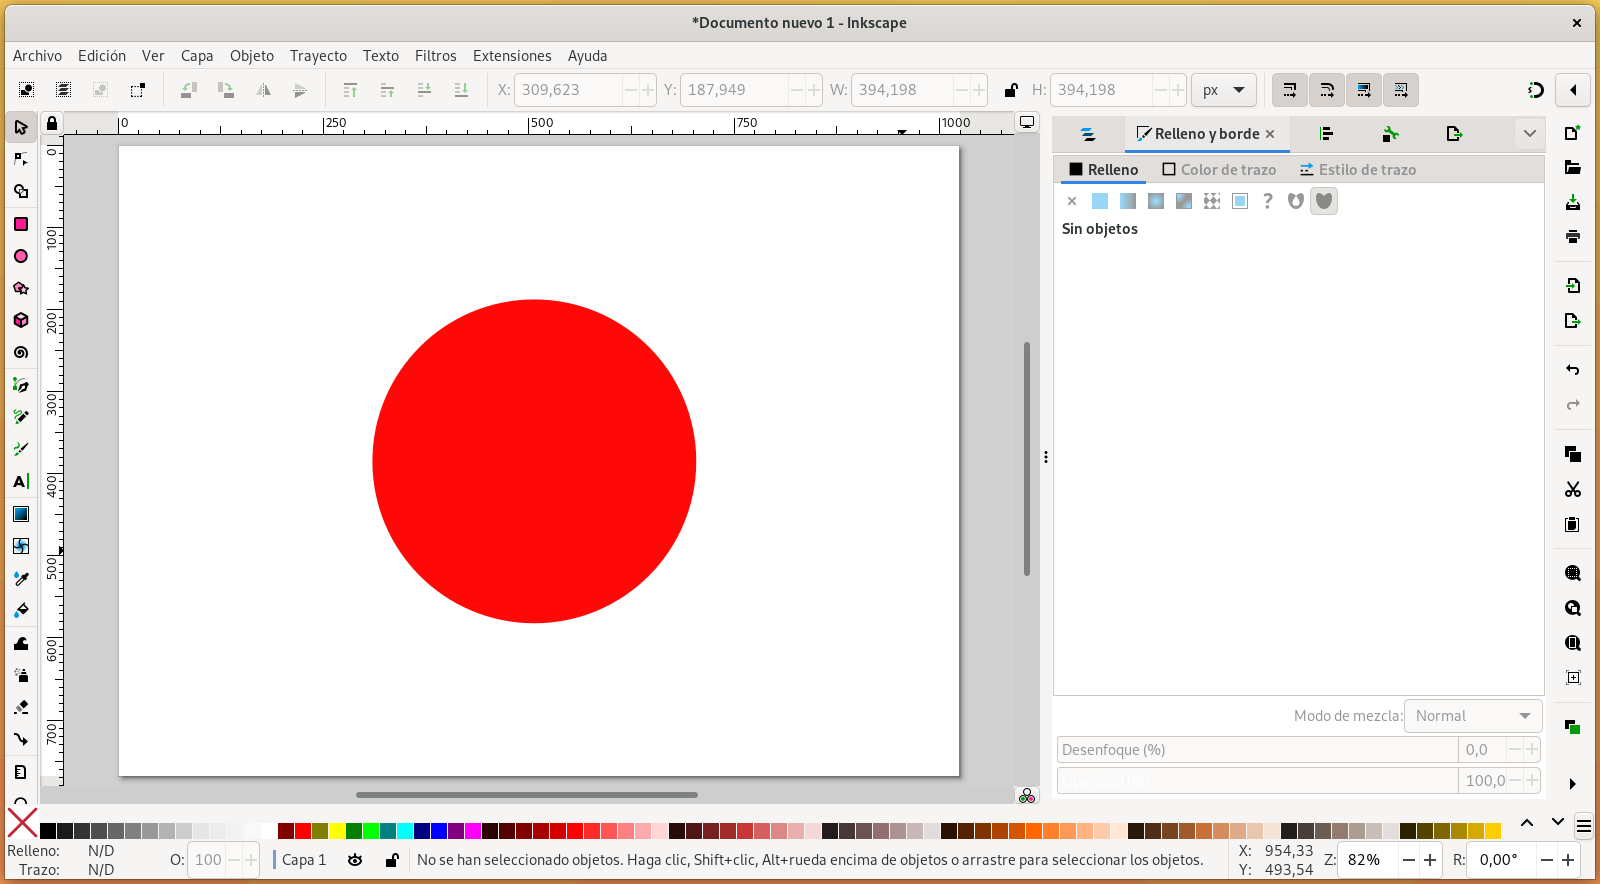 *Documento nuevo 1 - Inkscape
Archivo Edición Ver Capa Objeto Trayecto Texto Filtros Extensiones Ayuda
X: 309,623 Y: 187,949 W: 394,198 H: 394,198 px
0 250 500 750 1000
0
100
200
300
400
500
600
700
Relleno y borde
Relleno Color de trazo Estilo de trazo
?
Sin objetos
Modo de mezcla: Normal
Desenfoque (%) 0,0
Opacidad (%) 100,0
Relleno: N/D
Trazo: N/D
O: 100
Capa 1
No se han seleccionado objetos. Haga clic, Shift+clic, Alt+rueda encima de objetos o arrastre para seleccionar los objetos.
X: 954,33
Y: 493,54
Z: 82%
R: 0,00°